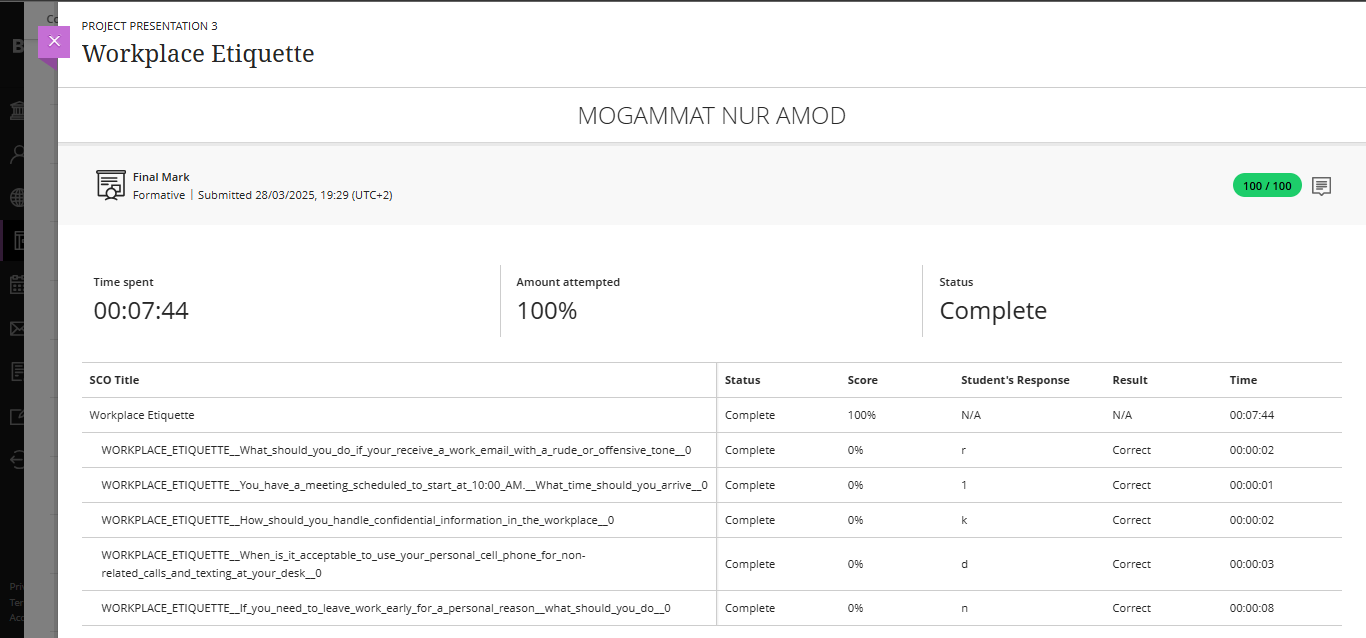 Co
PROJECT PRESENTATION 3
Workplace Etiquette
MOGAMMAT NUR AMOD
Final Mark
Formative | Submitted 28/03/2025, 19:29 (UTC+2)
100 / 100
Time spent
00:07:44
Amount attempted
100%
Status
Complete
SCO Title Status Score Student's Response Result Time
Workplace Etiquette Complete 100% N/A N/A 00:07:44
WORKPLACE_ETIQUETTE__What_should_you_do_if_your_receive_a_work_email_with_a_rude_or_offensive_tone__0 Complete 0% r Correct 00:00:02
WORKPLACE_ETIQUETTE__You_have_a_meeting_scheduled_to_start_at_10:00_AM.__What_time_should_you_arrive__0 Complete 0% 1 Correct 00:00:01
WORKPLACE_ETIQUETTE__How_should_you_handle_confidential_information_in_the_workplace__0 Complete 0% k Correct 00:00:02
WORKPLACE_ETIQUETTE__When_is_it_acceptable_to_use_your_personal_cell_phone_for_non-
related_calls_and_texting_at_your_desk__0 Complete 0% d Correct 00:00:03
WORKPLACE_ETIQUETTE__If_you_need_to_leave_work_early_for_a_personal_reason__what_should_you_do__0 Complete 0% n Correct 00:00:08
Pri
Ter
Acc